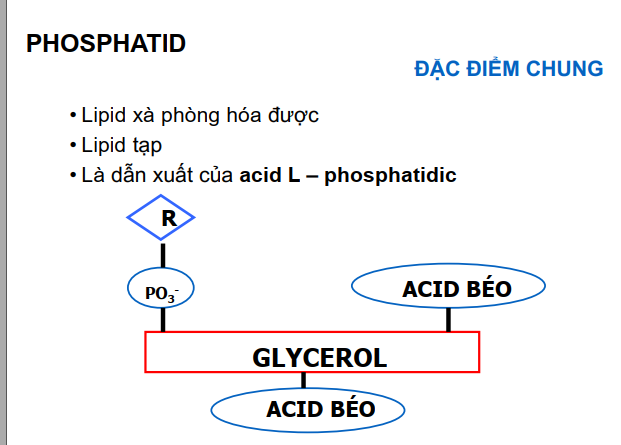 PHOSPHATID
ĐẶC ĐIỂM CHUNG
• Lipid xà phòng hóa được
• Lipid tạp
• Là dẫn xuất của acid L – phosphatidic
R
PO₃⁻
ACID BÉO
GLYCEROL
ACID BÉO